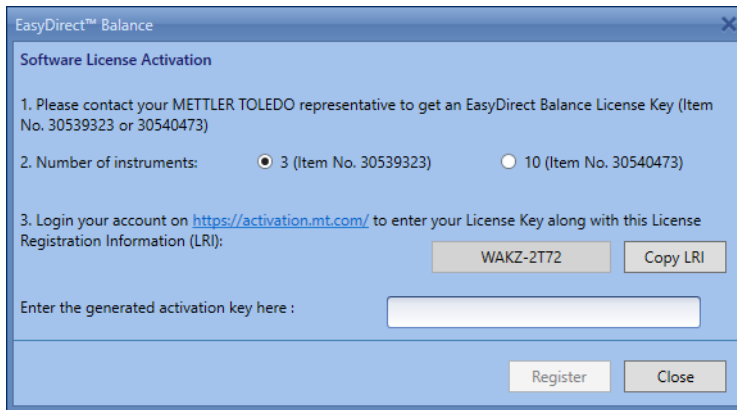 EasyDirect™ Balance
Software License Activation
1. Please contact your METTLER TOLEDO representative to get an EasyDirect Balance License Key (Item
No. 30539323 or 30540473)
2. Number of instruments: 3 (Item No. 30539323) 10 (Item No. 30540473)
3. Login your account on https://activation.mt.com/ to enter your License Key along with this License
Registration Information (LRI):
WAKZ-2T72 Copy LRI
Enter the generated activation key here :
Register Close